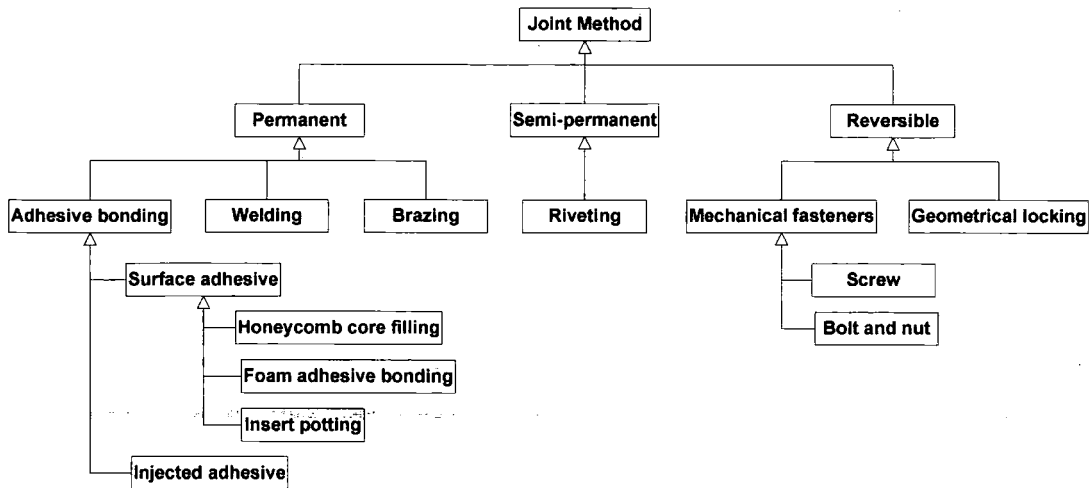 Joint Method
Permanent
Semi-permanent
Reversible
Adhesive bonding
Welding
Brazing
Riveting
Mechanical fasteners
Geometrical locking
Surface adhesive
Screw
Honeycomb core filling
Bolt and nut
Foam adhesive bonding
Insert potting
Injected adhesive